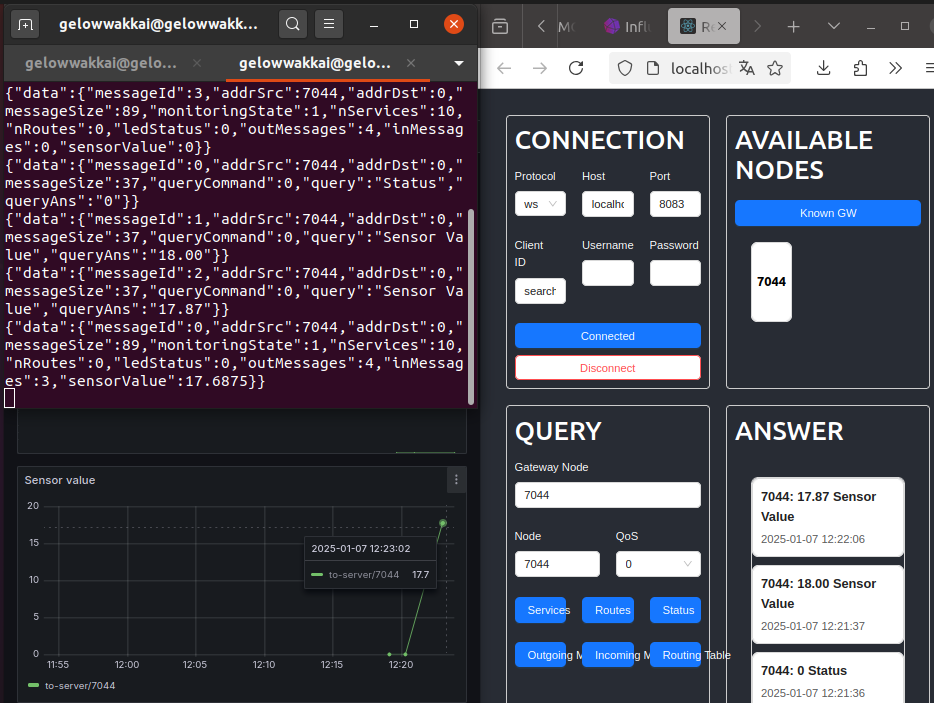 gelowwakkai@gelowwakk...
gelowwakkai@gelo...
gelowwakkai@gelo...
{"data":{"messageId":3,"addrSrc":7044,"addrDst":0,"
messageSize":89,"monitoringState":1,"nServices":10,
"nRoutes":0,"ledStatus":0,"outMessages":4,"inMessag
es":0,"sensorValue":0}}
{"data":{"messageId":0,"addrSrc":7044,"addrDst":0,"
messageSize":37,"queryCommand":0,"query":"Status","
queryAns":"0"}}
{"data":{"messageId":1,"addrSrc":7044,"addrDst":0,"
messageSize":37,"queryCommand":0,"query":"Sensor Va
lue","queryAns":"18.00"}}
{"data":{"messageId":2,"addrSrc":7044,"addrDst":0,"
messageSize":37,"queryCommand":0,"query":"Sensor Va
lue","queryAns":"17.87"}}
{"data":{"messageId":0,"addrSrc":7044,"addrDst":0,"
messageSize":89,"monitoringState":1,"nServices":10,
"nRoutes":0,"ledStatus":0,"outMessages":4,"inMessag
es":3,"sensorValue":17.6875}}
Sensor value
20
15
10
5
0
2025-01-07 12:23:02
to-server/7044 17.7
11:55 12:00 12:05 12:10 12:15 12:20
to-server/7044
Infl
localhos
CONNECTION
Protocol Host Port
ws localhc 8083
Client ID Username Password
search
Connected
Disconnect
AVAILABLE
NODES
Known GW
7044
QUERY
Gateway Node
7044
Node QoS
7044 0
Services Routes Status
Outgoing M Incoming M Routing Table
ANSWER
7044: 17.87 Sensor
Value
2025-01-07 12:22:06
7044: 18.00 Sensor
Value
2025-01-07 12:21:37
7044: 0 Status
2025-01-07 12:21:36